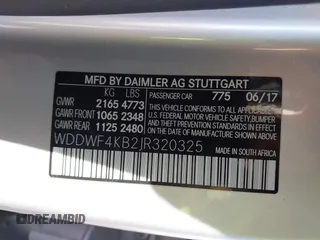 MFD BY DAIMLER AG STUTTGART
KG LBS PASSENGER CAR 775 06/17
GVWR 2165 4773
GAWR FRONT 1065 2348
GAWR REAR 1125 2480
THIS VEHICLE CONFORMS TO ALL APPLICABLE
U.S. FEDERAL MOTOR VEHICLE SAFETY, BUMPER,
AND THEFT PREVENTION STANDARDS IN EFFECT
ON THE DATE OF MANUFACTURE SHOWN ABOVE.
WDDWF4KB2JR320325
MADE IN SOUTH AFRICA
DREAMBID